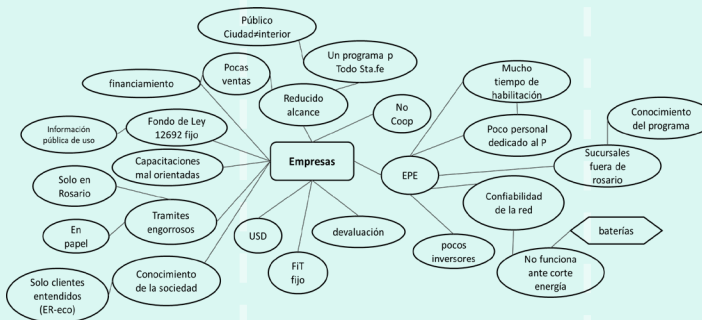 Público
Ciudad≠interior
Un programa p
Todo Sta.fe
Pocas
ventas
financiamiento
Reducido
alcance
No
Coop
Mucho
tiempo de
habilitación
Conocimiento
del programa
Fondo de Ley
12692 fijo
Información
pública de uso
Poco personal
dedicado al P
Capacitaciones
mal orientadas
Empresas
EPE
Sucursales
fuera de
rosario
Solo en
Rosario
Confiabilidad
de la red
Tramites
engorrosos
En
papel
USD
devaluación
pocos
inversores
baterías
FiT
fijo
No funciona
ante corte
energía
Conocimiento
de la sociedad
Solo clientes
entendidos
(ER-eco)